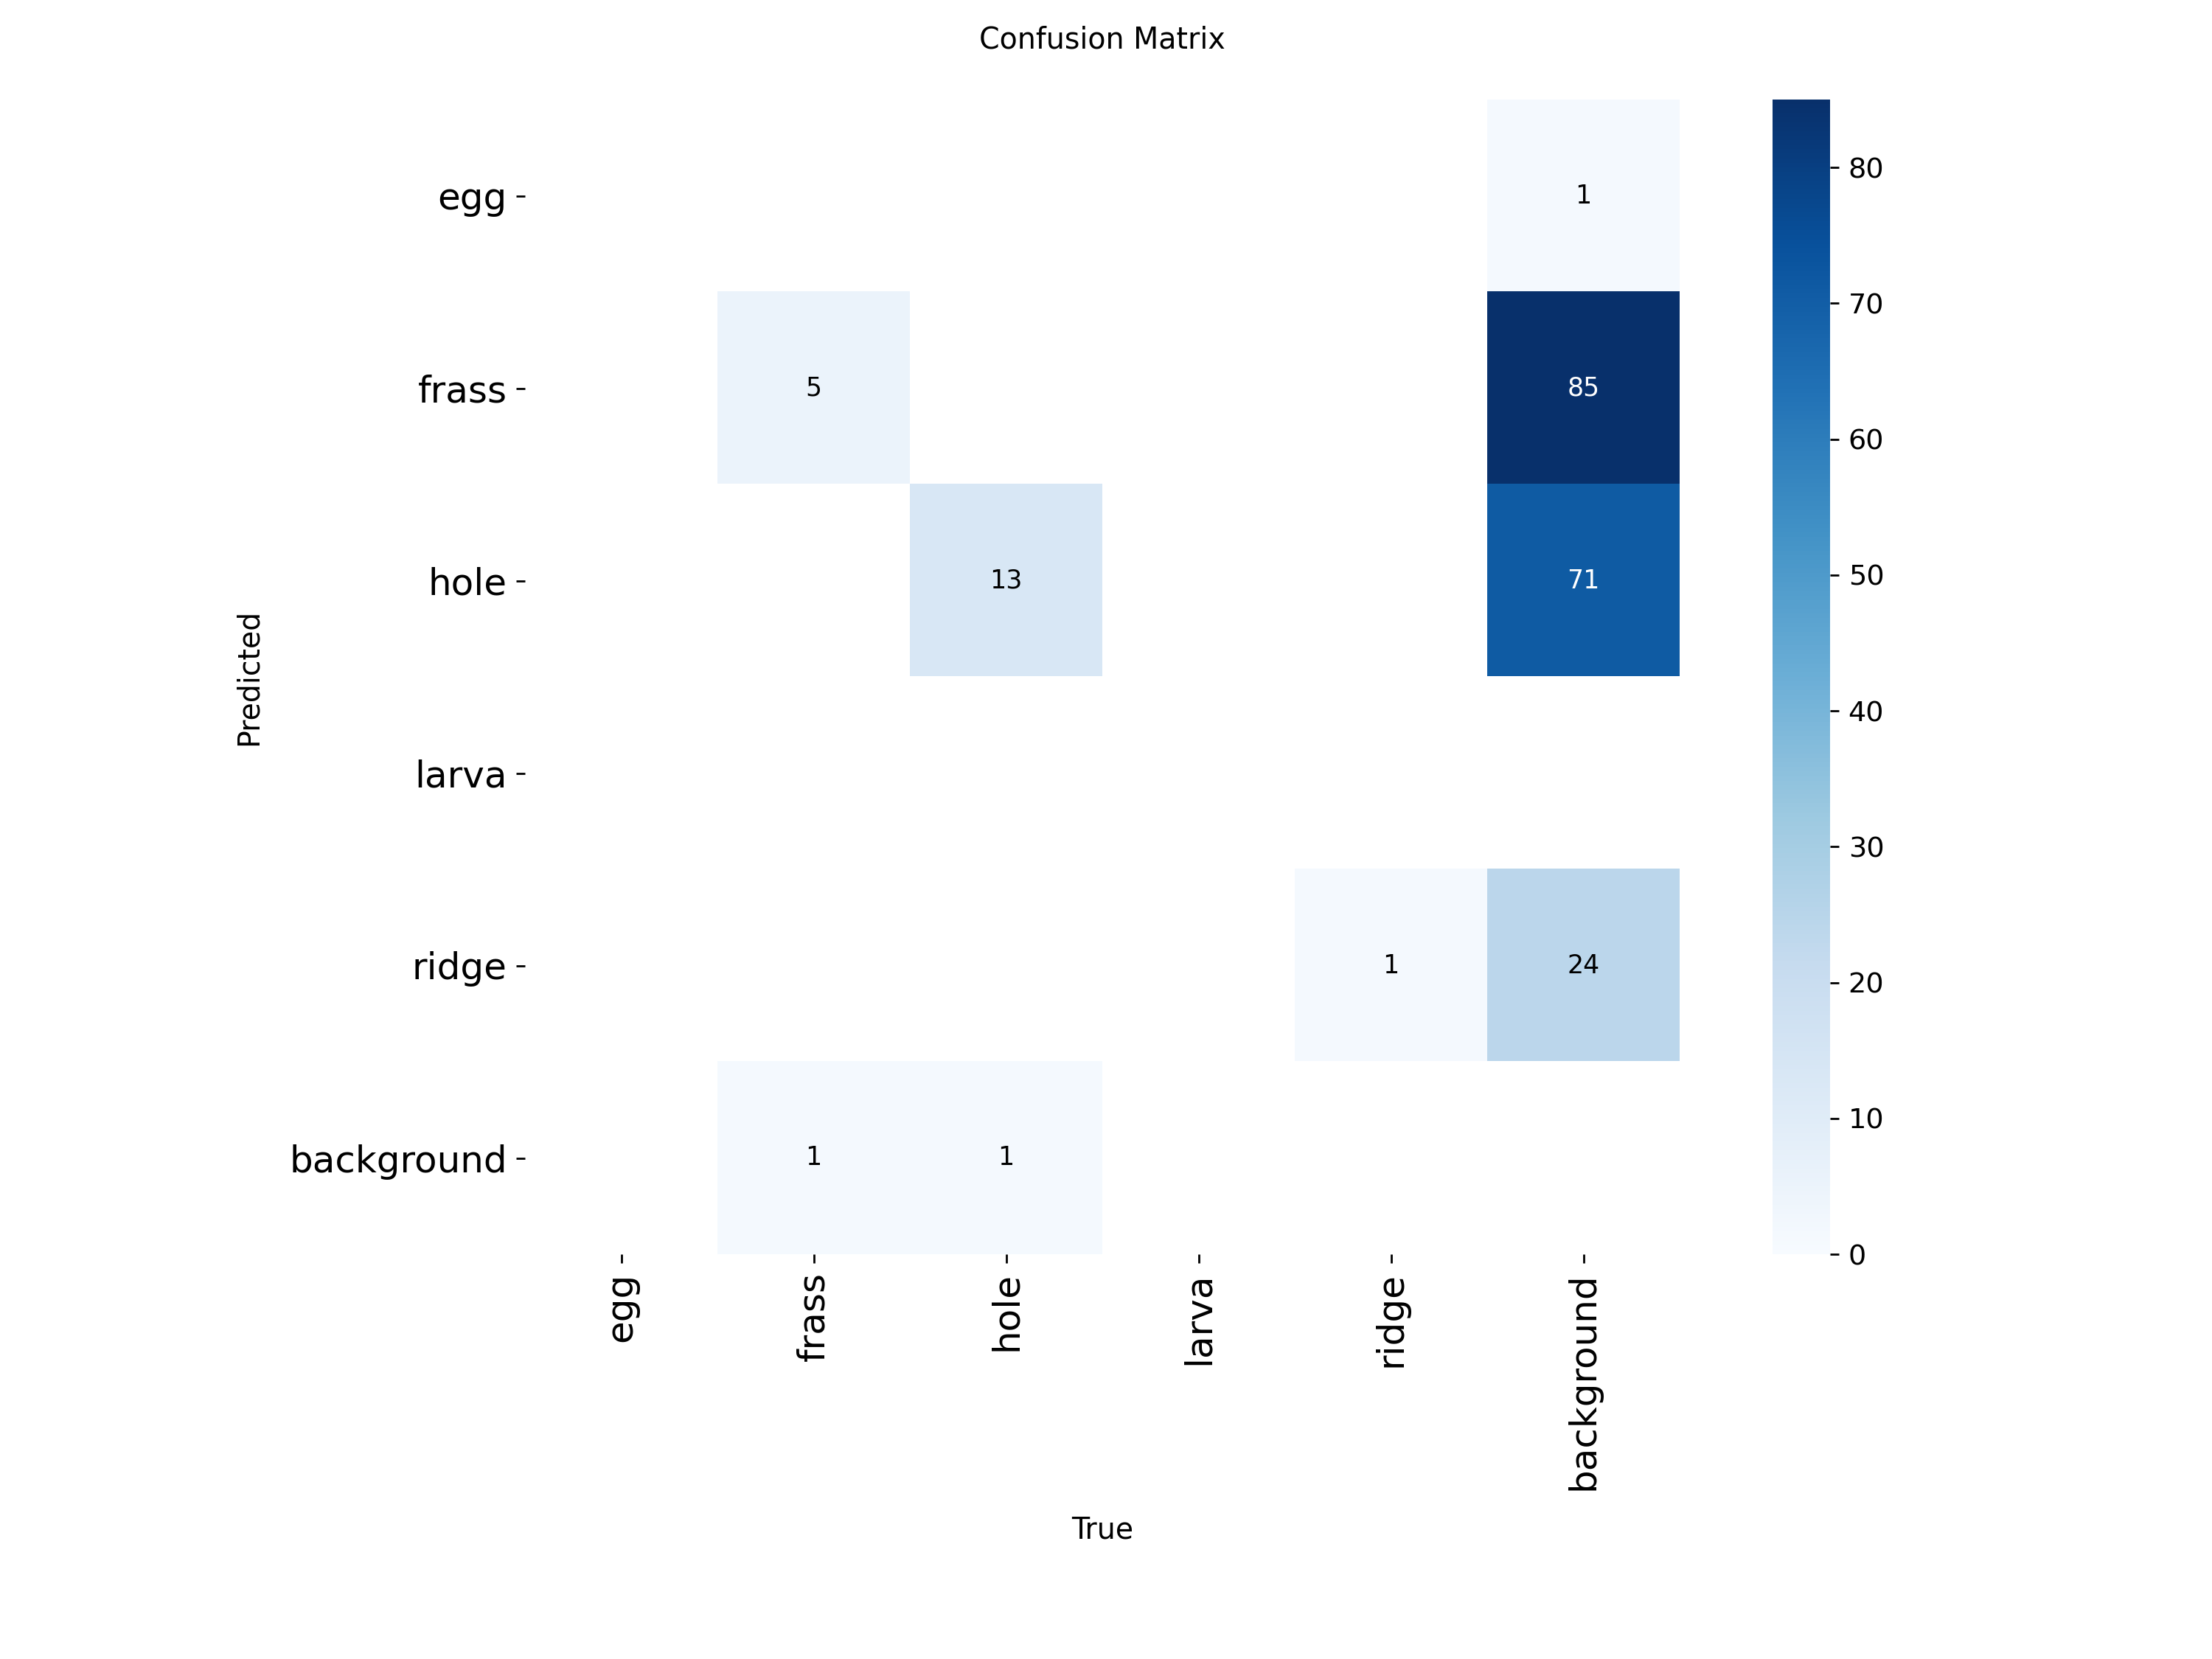 Confusion Matrix
egg
1
80
frass
5
85
70
60
hole
13
71
50
Predicted
larva
40
ridge
1
24
30
20
background
1
1
10
0
egg
frass
hole
larva
ridge
background
True